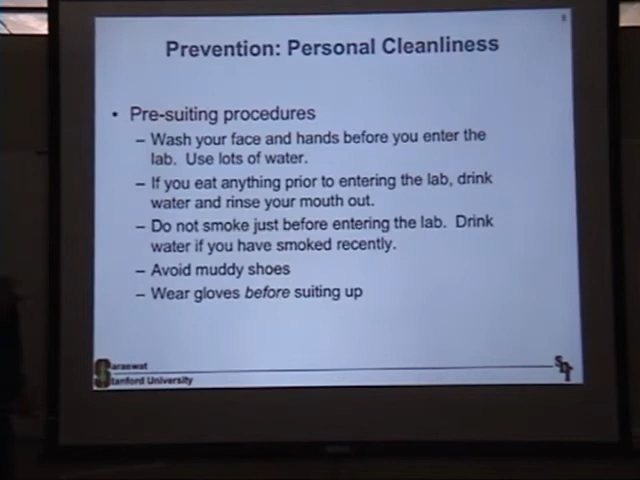 Prevention: Personal Cleanliness
• Pre-suiting procedures
– Wash your face and hands before you enter the
lab. Use lots of water.
– If you eat anything prior to entering the lab, drink
water and rinse your mouth out.
– Do not smoke just before entering the lab. Drink
water if you have smoked recently.
– Avoid muddy shoes
– Wear gloves before suiting up
Saraswat
Stanford University